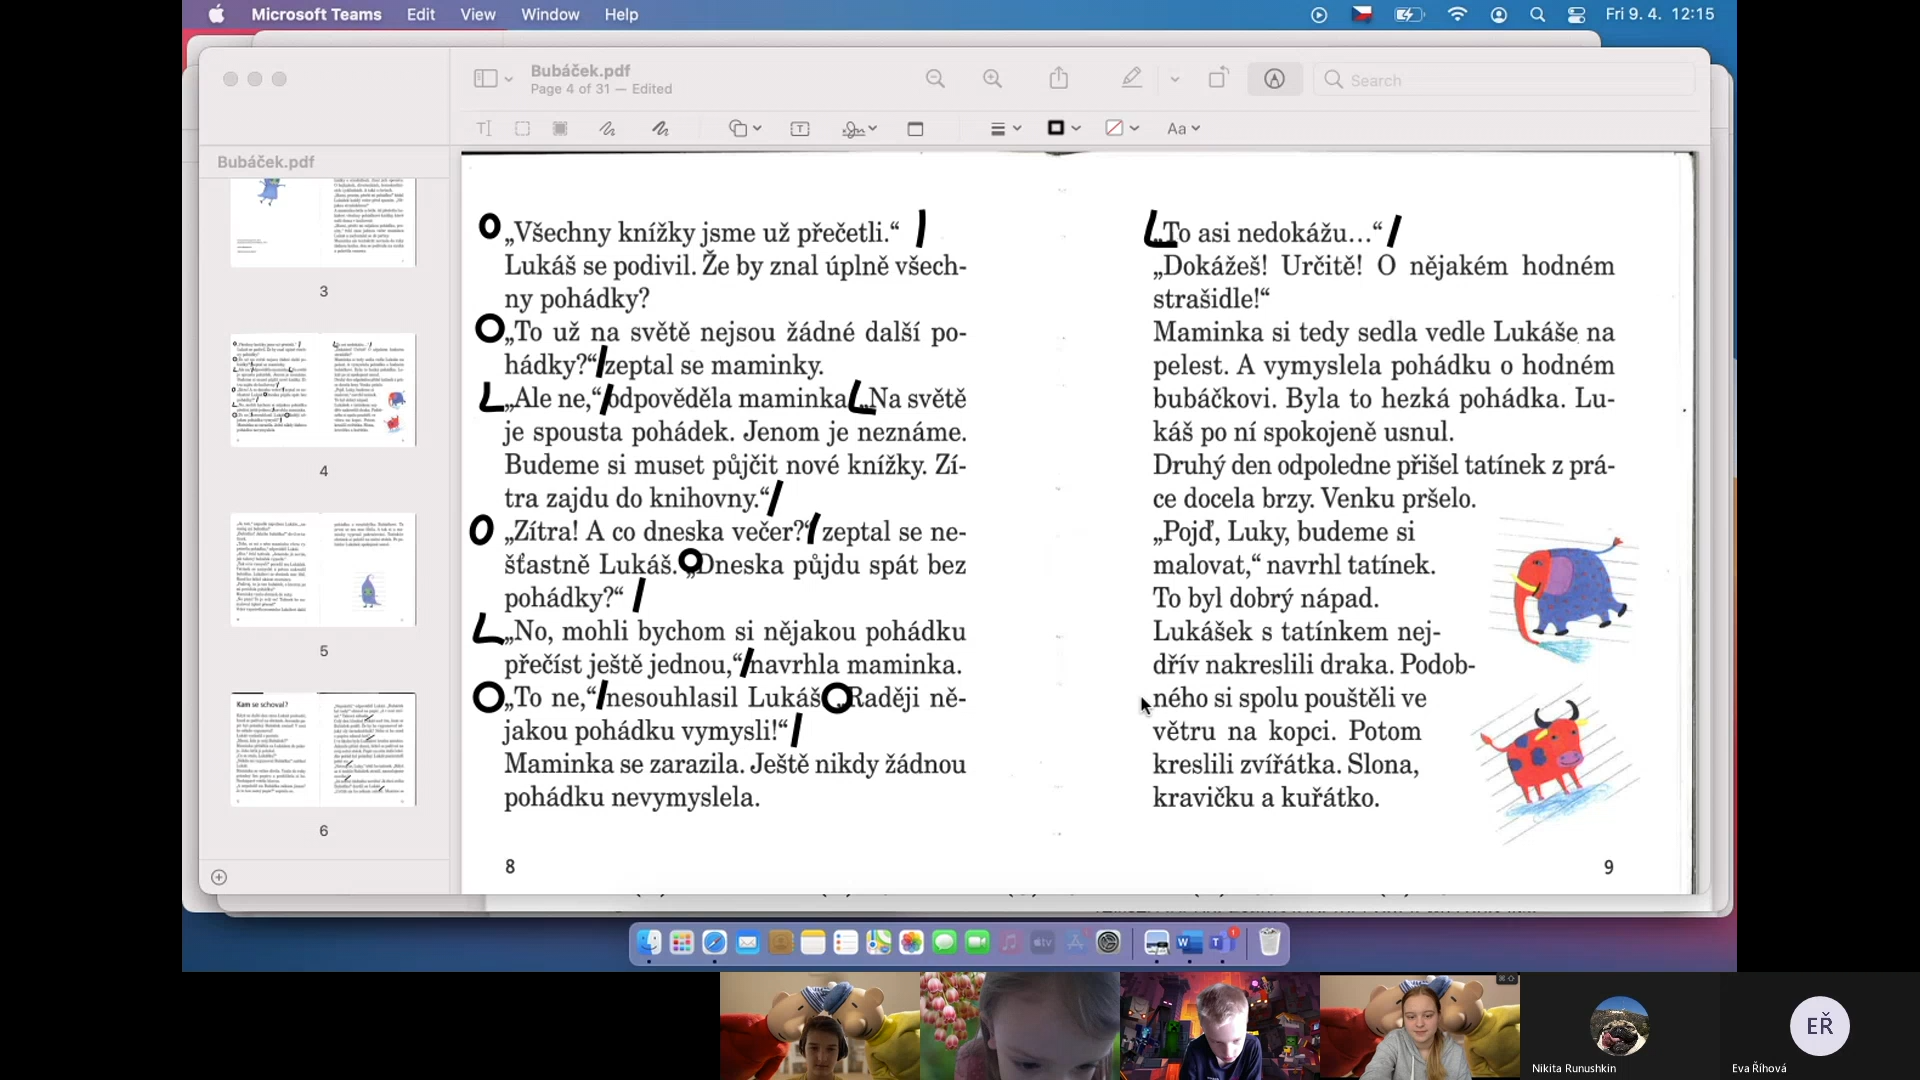 Microsoft Teams Edit View Window Help
Fri 9. 4. 12:15
Bubáček.pdf
Page 4 of 31 — Edited
Search
Aa
Bubáček.pdf
3
4
5
Kam se schoval?
6
„Všechny knížky jsme už přečetli.“
Lukáš se podivil. Že by znal úplně všech-
ny pohádky?
„To už na světě nejsou žádné další po-
hádky?“ zeptal se maminky.
„Ale ne,“ odpověděla maminka. „Na světě
je spousta pohádek. Jenom je neznáme.
Budeme si muset půjčit nové knížky. Zí-
tra zajdu do knihovny.“
„Zítra! A co dneska večer?“ zeptal se ne-
šťastně Lukáš. „Dneska půjdu spát bez
pohádky?“
„No, mohli bychom si nějakou pohádku
přečíst ještě jednou,“ navrhla maminka.
„To ne,“ nesouhlasil Lukáš. „Raději ně-
jakou pohádku vymysli!“
Maminka se zarazila. Ještě nikdy žádnou
pohádku nevymyslela.
8
„To asi nedokážu…“
„Dokážeš! Určitě! O nějakém hodném
strašidle!“
Maminka si tedy sedla vedle Lukáše na
pelest. A vymyslela pohádku o hodném
bubáčkovi. Byla to hezká pohádka. Lu-
káš po ní spokojeně usnul.
Druhý den odpoledne přišel tatínek z prá-
ce docela brzy. Venku pršelo.
„Pojď, Luky, budeme si
malovat,“ navrhl tatínek.
To byl dobrý nápad.
Lukášek s tatínkem nej-
dřív nakreslili draka. Podob-
ného si spolu pouštěli ve
větru na kopci. Potom
kreslili zvířátka. Slona,
kravičku a kuřátko.
9
tv
W
T
1
EŘ
Nikita Runushkin
Eva Říhová